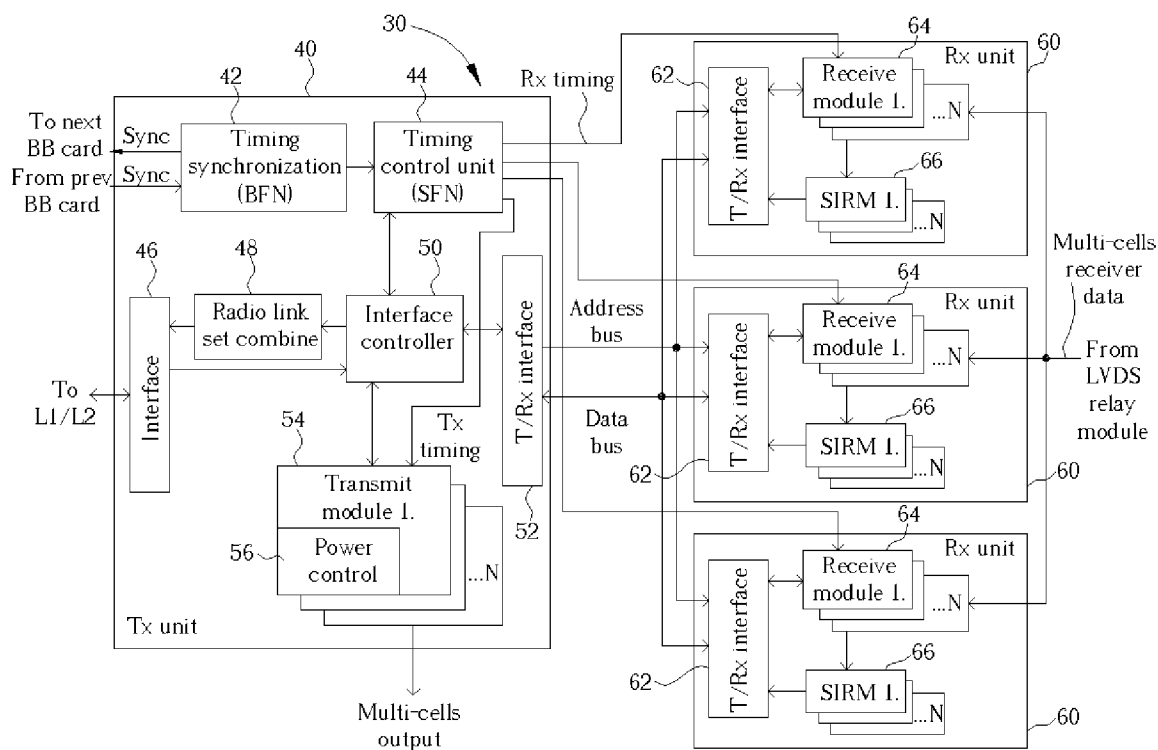 30
40
42
44
Rx timing
To next
BB card
Sync
From prev
BB card
Sync
Timing
synchronization
(BFN)
Timing
control unit
(SFN)
46
48
50
Radio link
set combine
Interface
controller
Interface
To
L1/L2
T/Rx interface
52
Address
bus
Data
bus
Tx
timing
54
Transmit
module 1.
56
Power
control
...N
Tx unit
Multi-cells
output
64
60
Rx unit
62
T/Rx interface
Receive
module 1.
...N
66
SIRM 1.
...N
64
Rx unit
T/Rx interface
Receive
module 1.
...N
66
SIRM 1.
...N
62
60
64
Rx unit
T/Rx interface
Receive
module 1.
...N
66
SIRM 1.
...N
62
60
Multi-cells
receiver
data
From
LVDS
relay
module